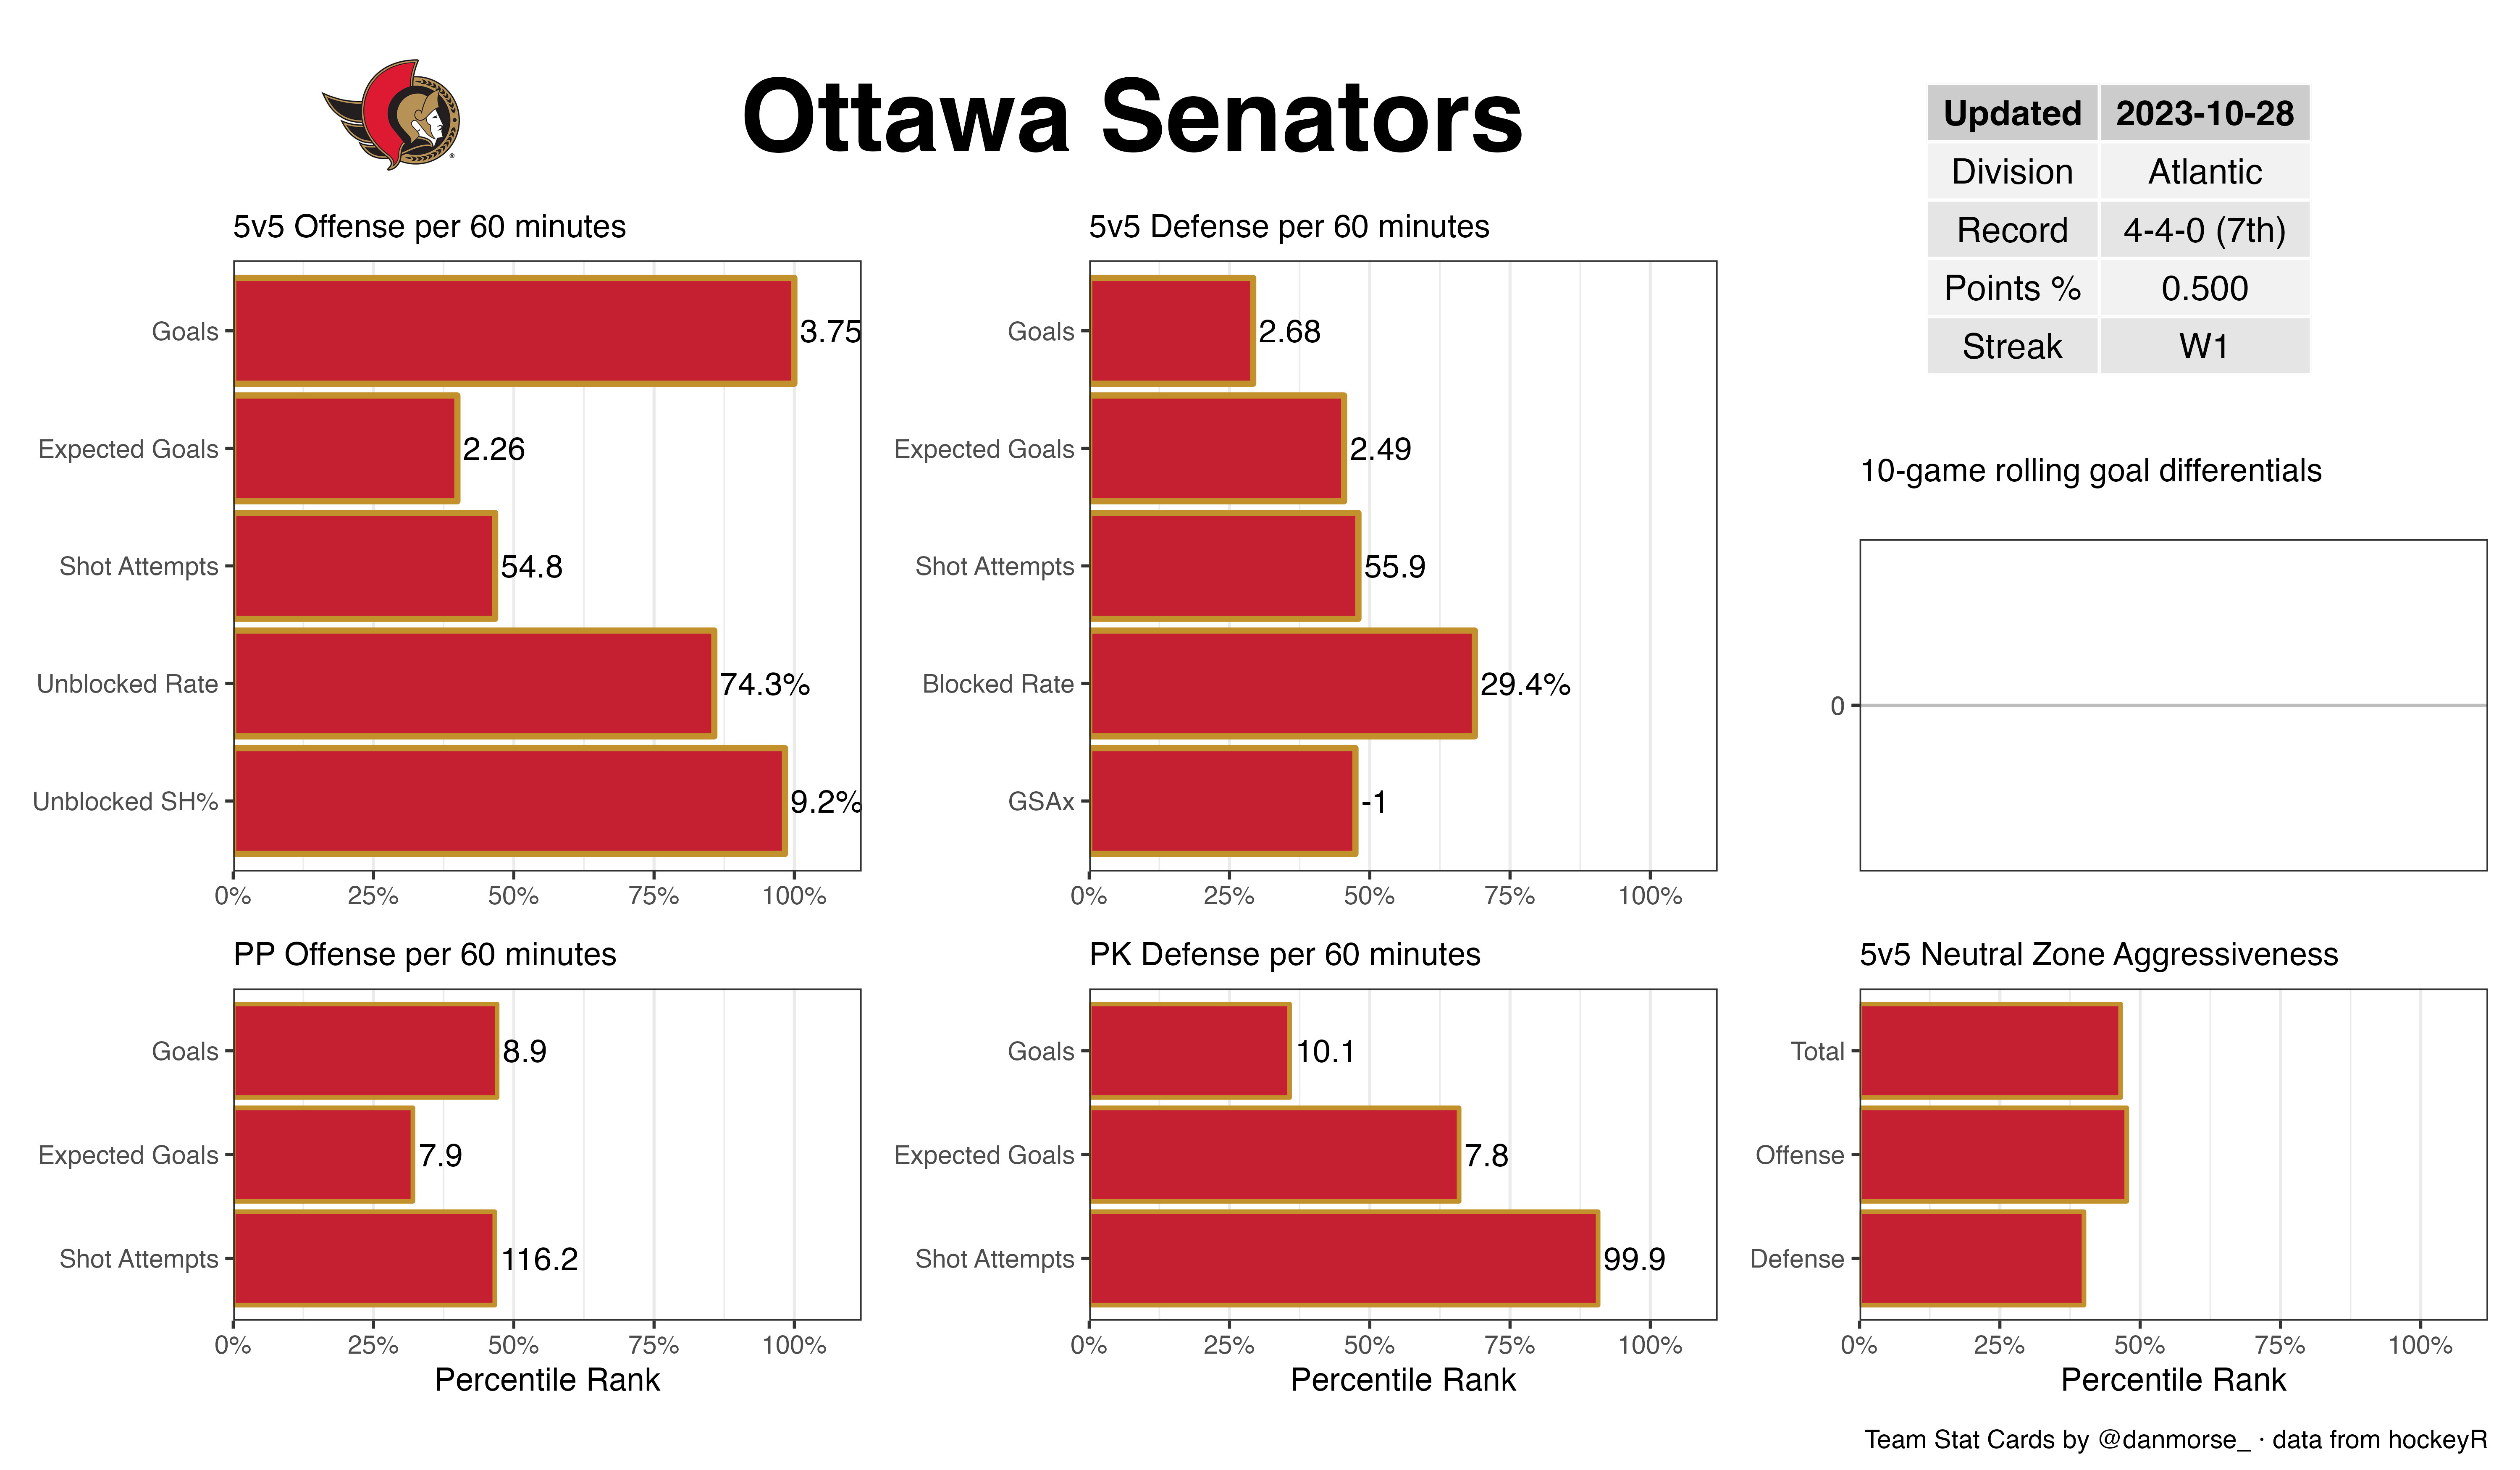 Ottawa Senators
Updated 2023-10-28
Division Atlantic
Record 4-4-0 (7th)
Points % 0.500
Streak W1
5v5 Offense per 60 minutes
Goals 3.75
Expected Goals 2.26
Shot Attempts 54.8
Unblocked Rate 74.3%
Unblocked SH% 9.2%
0% 25% 50% 75% 100%
5v5 Defense per 60 minutes
Goals 2.68
Expected Goals 2.49
Shot Attempts 55.9
Blocked Rate 29.4%
GSAx -1
0% 25% 50% 75% 100%
10-game rolling goal differentials
0
PP Offense per 60 minutes
Goals 8.9
Expected Goals 7.9
Shot Attempts 116.2
0% 25% 50% 75% 100%
Percentile Rank
PK Defense per 60 minutes
Goals 10.1
Expected Goals 7.8
Shot Attempts 99.9
0% 25% 50% 75% 100%
Percentile Rank
5v5 Neutral Zone Aggressiveness
Total
Offense
Defense
0% 25% 50% 75% 100%
Percentile Rank
Team Stat Cards by @danmorse_ · data from hockeyR